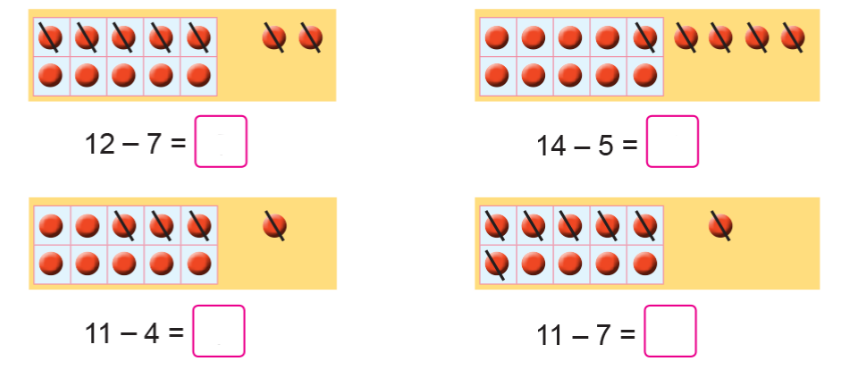 12 – 7 =
14 – 5 =
11 – 4 =
11 – 7 =